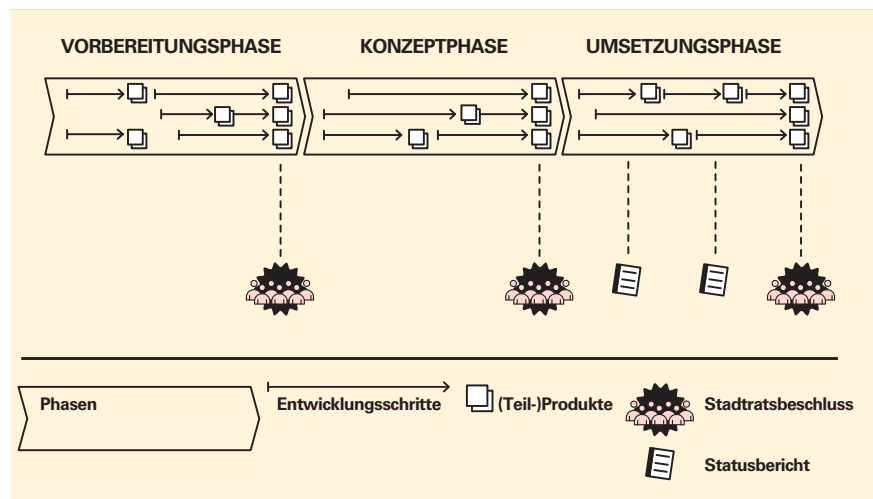 VORBEREITUNGSPHASE
KONZEPTPHASE
UMSETZUNGSPHASE
Phasen
Entwicklungsschritte
(Teil-)Produkte
Stadtratsbeschluss
Statusbericht